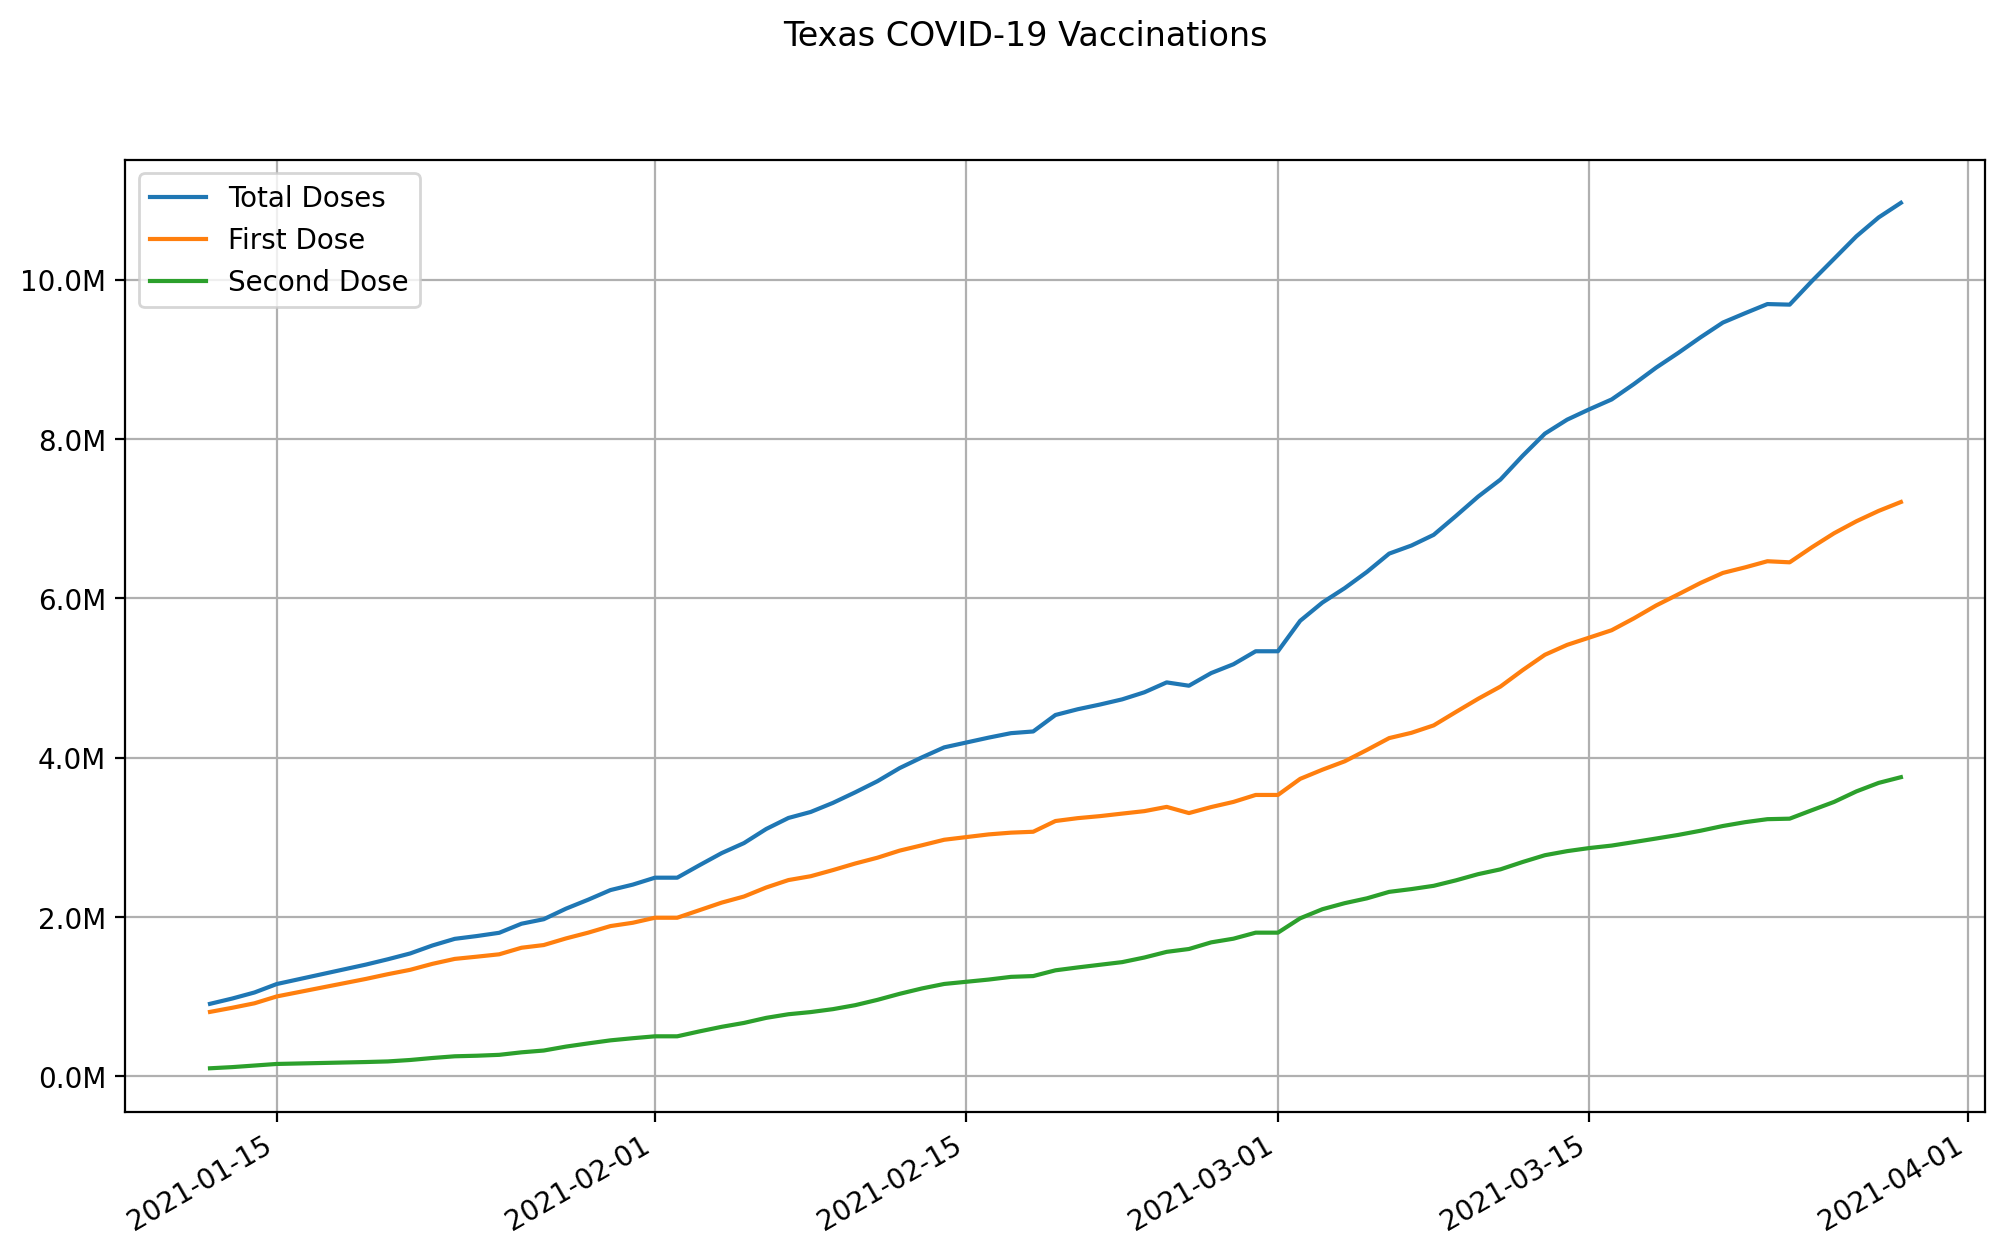 Texas COVID-19 Vaccinations
Total Doses
First Dose
Second Dose
10.0M
8.0M
6.0M
4.0M
2.0M
0.0M
2021-01-15
2021-02-01
2021-02-15
2021-03-01
2021-03-15
2021-04-01